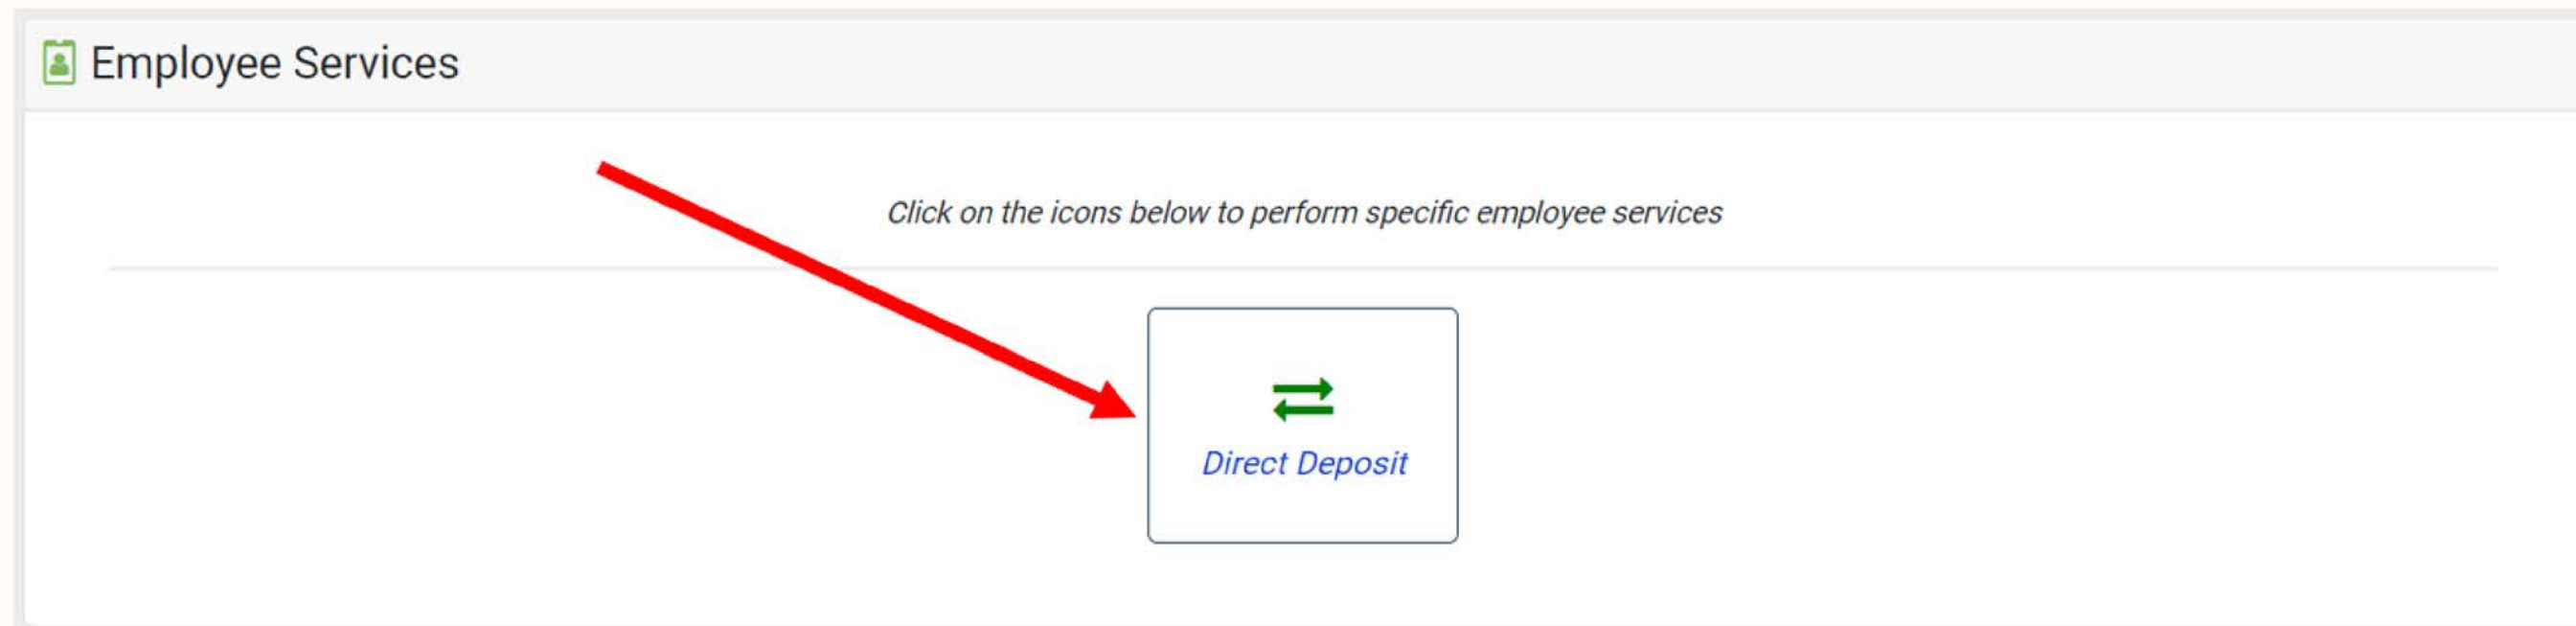 Employee Services
Click on the icons below to perform specific employee services
Direct Deposit